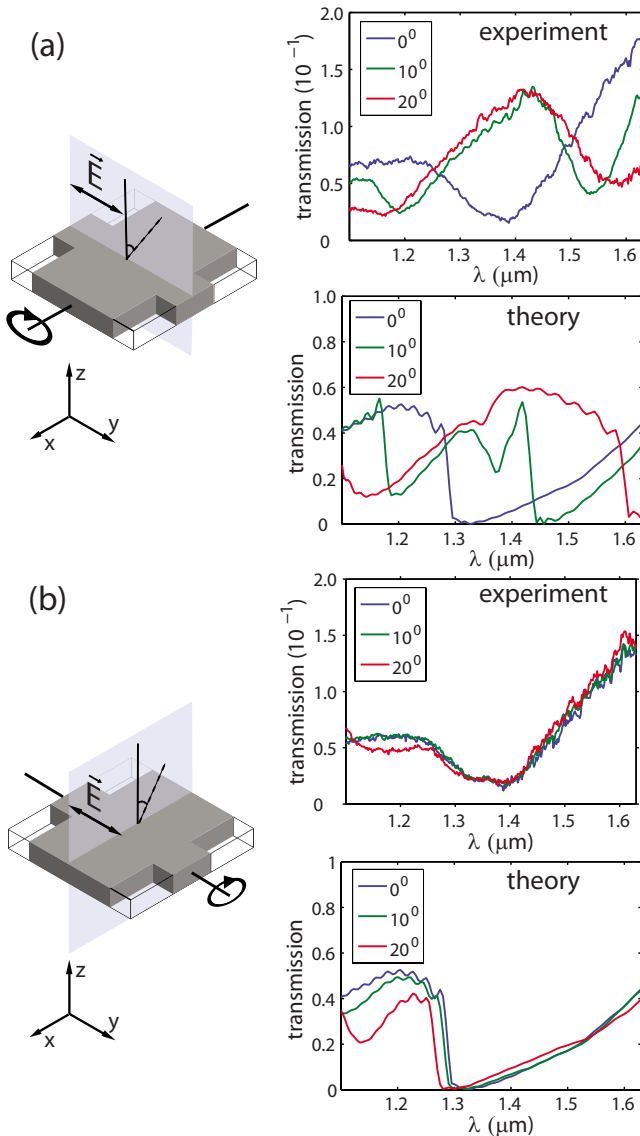 (a)
E
z
x
y
experiment
0⁰
10⁰
20⁰
transmission (10⁻¹)
2.0
1.5
1.0
0.5
0
1.2 1.3 1.4 1.5 1.6
λ (μm)
theory
0⁰
10⁰
20⁰
transmission
1.0
0.8
0.6
0.4
0.2
0
1.2 1.3 1.4 1.5 1.6
λ (μm)
(b)
E
z
x
y
experiment
0⁰
10⁰
20⁰
transmission (10⁻¹)
2.0
1.5
1.0
0.5
0
1.2 1.3 1.4 1.5 1.6
λ (μm)
theory
0⁰
10⁰
20⁰
transmission
1
0.8
0.6
0.4
0.2
0
1.2 1.3 1.4 1.5 1.6
λ (μm)